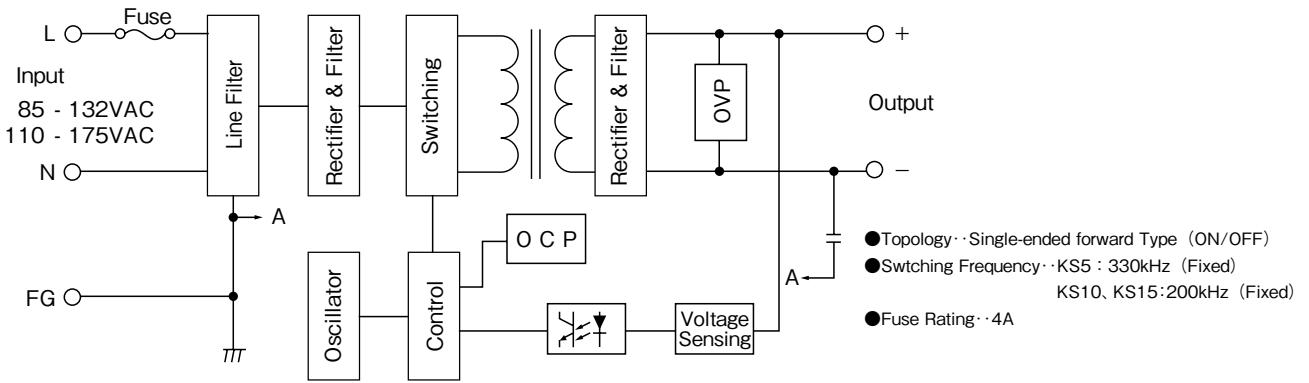 Fuse
L
Input
85 - 132VAC
110 - 175VAC
N
FG
Line Filter
A
Rectifier & Filter
Switching
Rectifier & Filter
OVP
+
Output
−
Oscillator
Control
O C P
Voltage
Sensing
A
●Topology··Single-ended forward Type (ON/OFF)
●Swtching Frequency··KS5：330kHz (Fixed)
KS10、KS15：200kHz (Fixed)
●Fuse Rating··4A